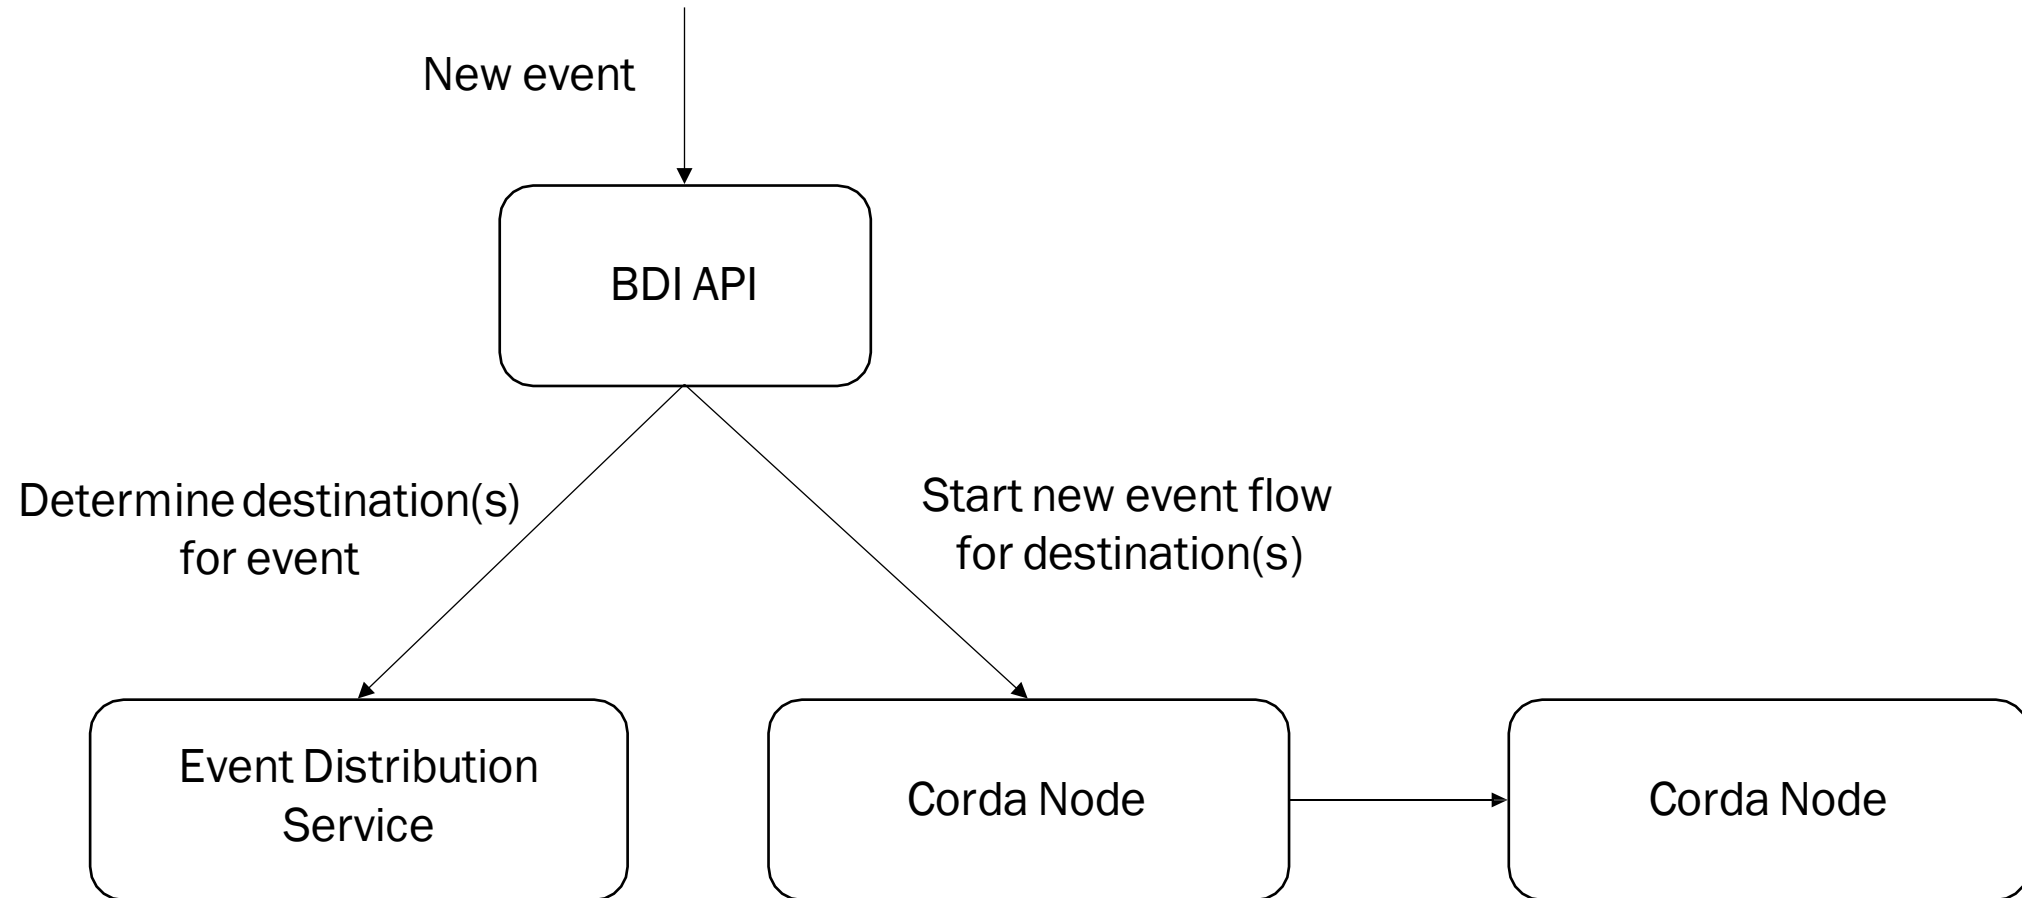 New event
BDI API
Determine destination(s)
for event
Start new event flow
for destination(s)
Event Distribution
Service
Corda Node
Corda Node